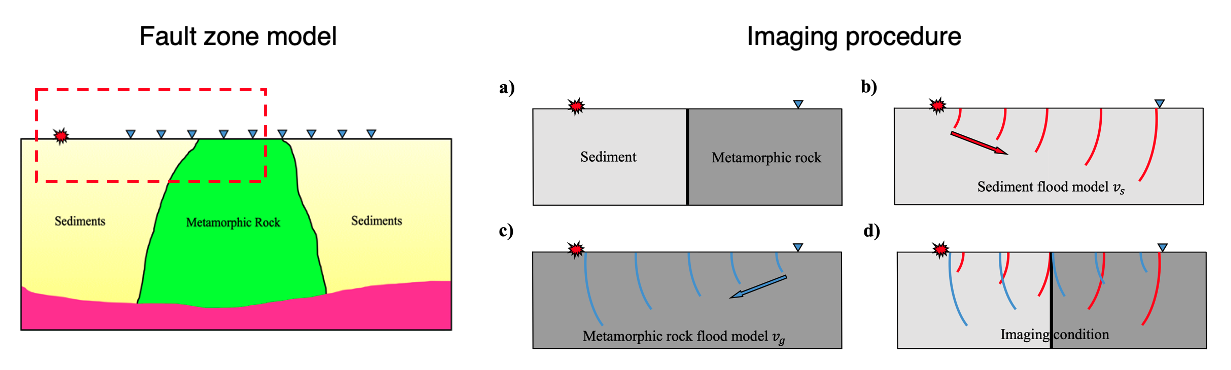 Fault zone model
Imaging procedure
Sediments
Metamorphic Rock
Sediments
a)
Sediment
Metamorphic rock
b)
Sediment flood model vₛ
c)
Metamorphic rock flood model v_g
d)
Imaging condition